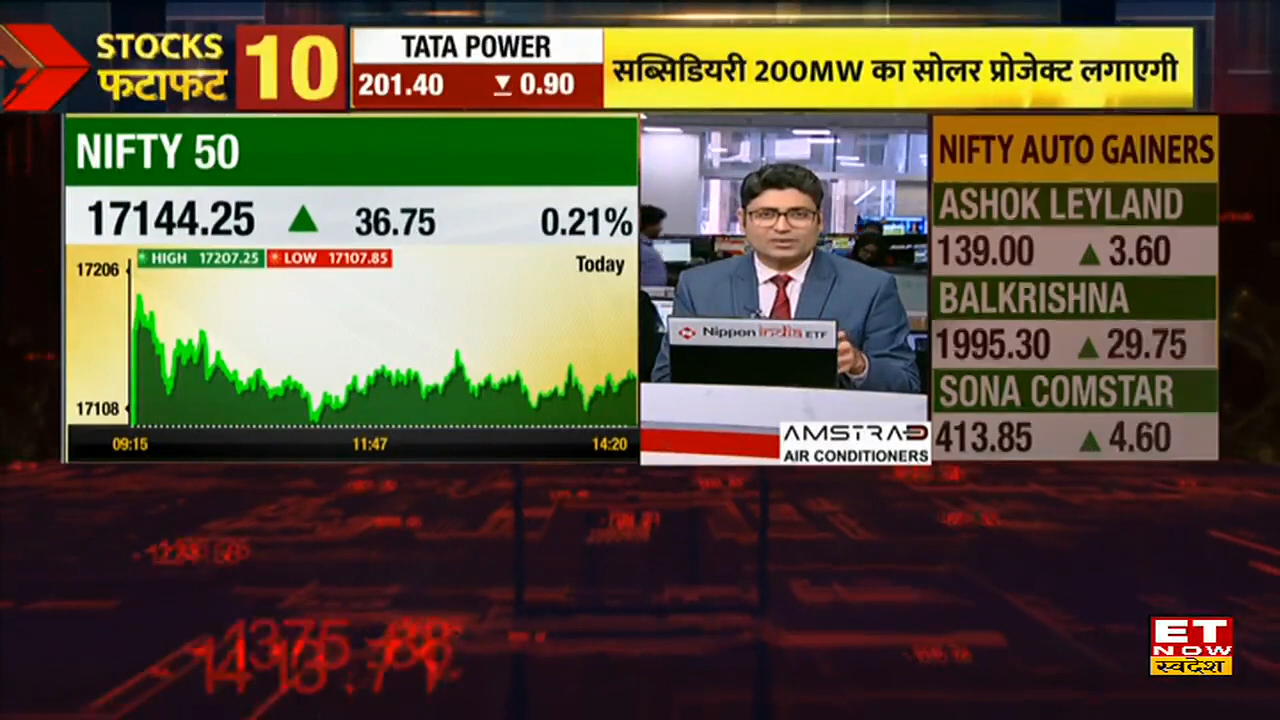 STOCKS
फटाफट
10
TATA POWER
201.40 0.90
सब्सिडियरी 200MW का सोलर प्रोजेक्ट लगाएगी
NIFTY 50
17144.25 ▲ 36.75 0.21%
HIGH 17207.25 LOW 17107.85
Today
17206
17108
09:15 11:47 14:20
Nippon india ETF
AMSTRAD
AIR CONDITIONERS
NIFTY AUTO GAINERS
ASHOK LEYLAND
139.00 ▲ 3.60
BALKRISHNA
1995.30 ▲ 29.75
SONA COMSTAR
413.85 ▲ 4.60
ET
NOW
स्वदेश